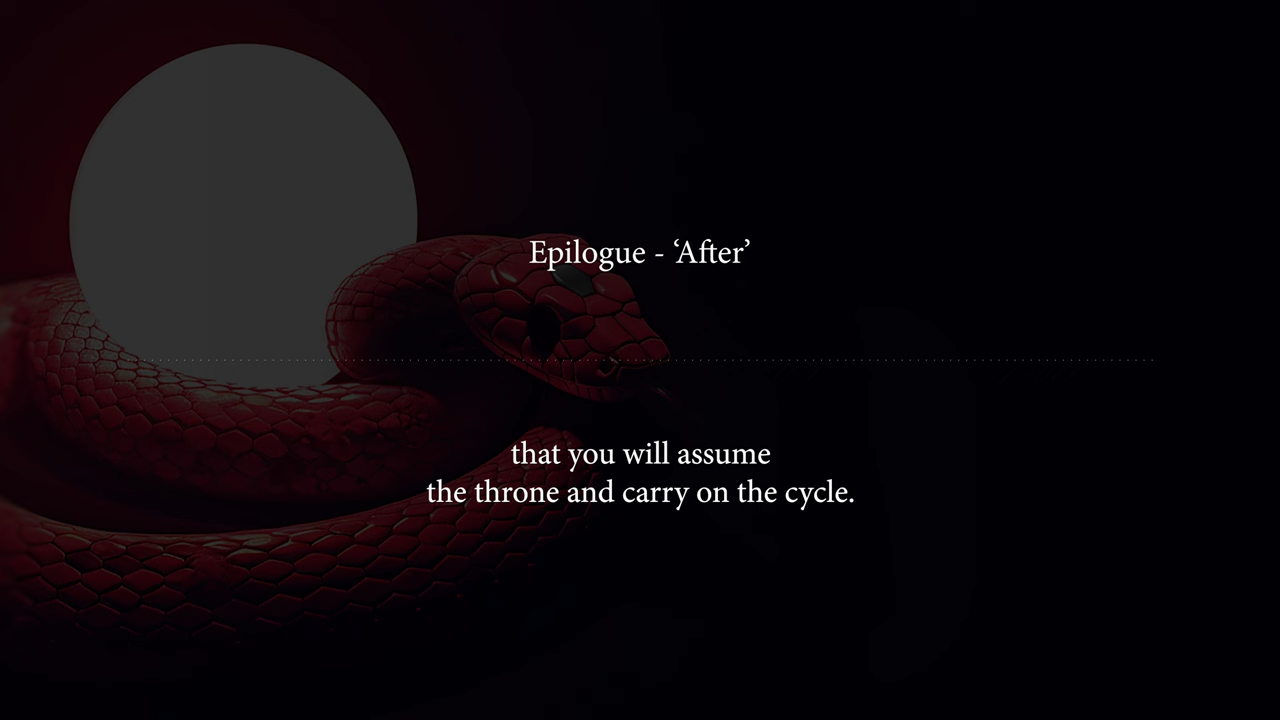 Epilogue - ‘After’
that you will assume
the throne and carry on the cycle.